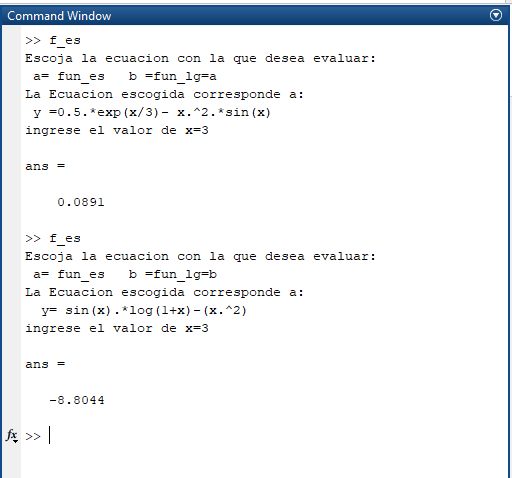 Command Window
>> f_es
Escoja la ecuacion con la que desea evaluar:
 a= fun_es   b =fun_lg=a
La Ecuacion escogida corresponde a:
 y =0.5.*exp(x/3)- x.^2.*sin(x)
ingrese el valor de x=3
ans =
0.0891
>> f_es
Escoja la ecuacion con la que desea evaluar:
 a= fun_es   b =fun_lg=b
La Ecuacion escogida corresponde a:
  y= sin(x).*log(1+x)-(x.^2)
ingrese el valor de x=3
ans =
-8.8044
fx >>